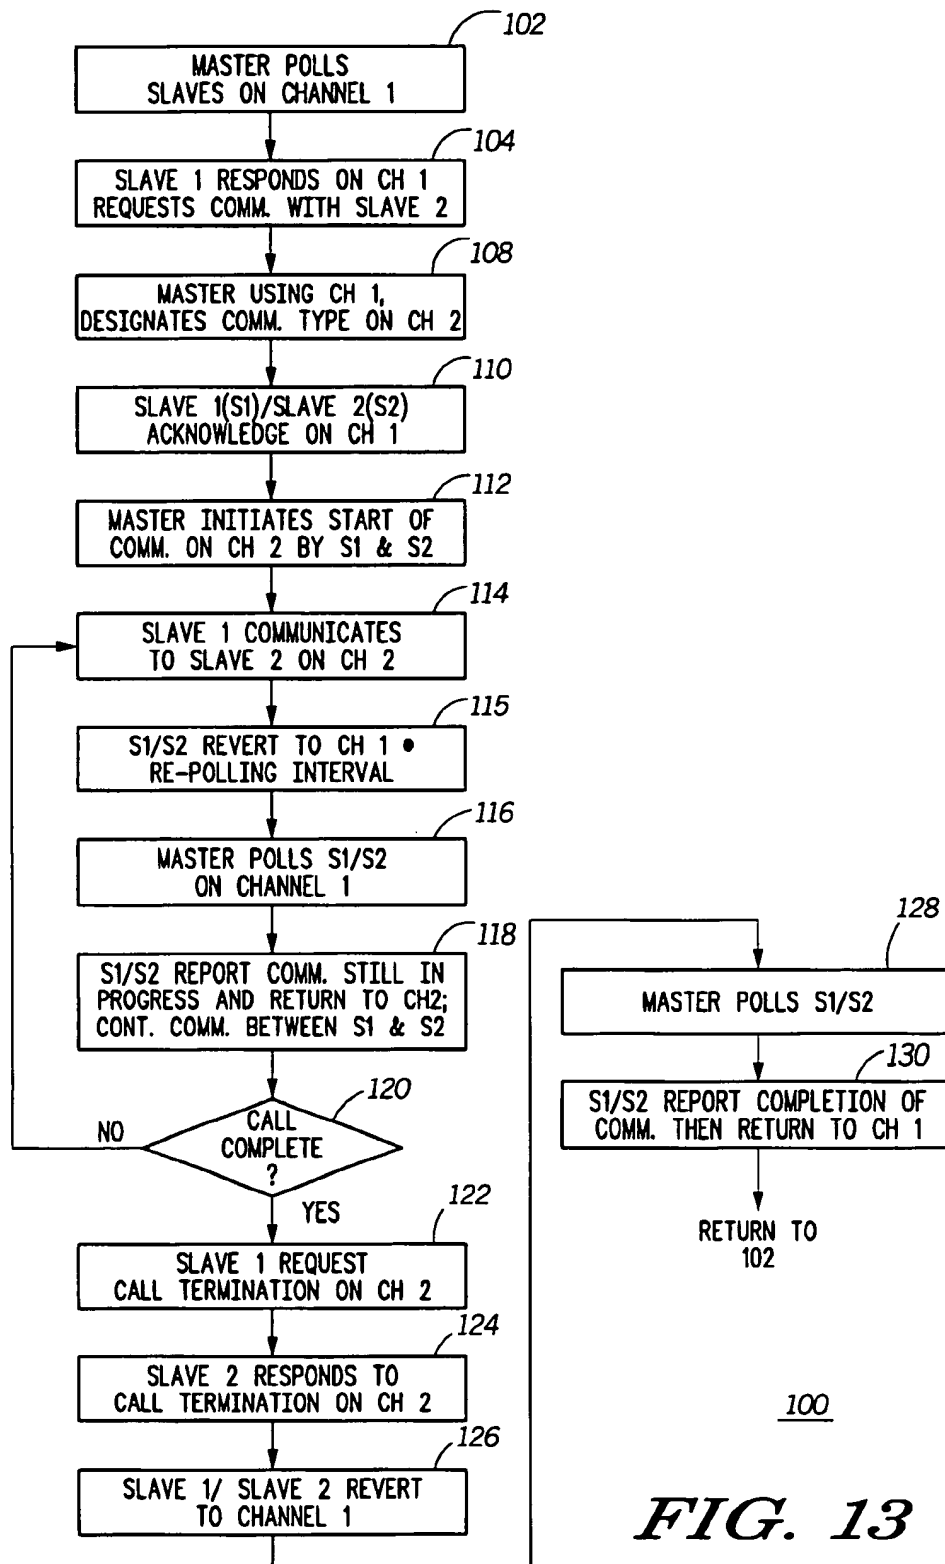 102
MASTER POLLS
SLAVES ON CHANNEL 1
104
SLAVE 1 RESPONDS ON CH 1
REQUESTS COMM. WITH SLAVE 2
108
MASTER USING CH 1,
DESIGNATES COMM. TYPE ON CH 2
110
SLAVE 1(S1)/SLAVE 2(S2)
ACKNOWLEDGE ON CH 1
112
MASTER INITIATES START OF
COMM. ON CH 2 BY S1 & S2
114
SLAVE 1 COMMUNICATES
TO SLAVE 2 ON CH 2
115
S1/S2 REVERT TO CH 1 •
RE-POLLING INTERVAL
116
MASTER POLLS S1/S2
ON CHANNEL 1
118
S1/S2 REPORT COMM. STILL IN
PROGRESS AND RETURN TO CH2;
CONT. COMM. BETWEEN S1 & S2
120
CALL
COMPLETE
?
NO
YES
122
SLAVE 1 REQUEST
CALL TERMINATION ON CH 2
124
SLAVE 2 RESPONDS TO
CALL TERMINATION ON CH 2
126
SLAVE 1/ SLAVE 2 REVERT
TO CHANNEL 1
128
MASTER POLLS S1/S2
130
S1/S2 REPORT COMPLETION OF
COMM. THEN RETURN TO CH 1
RETURN TO
102
100
FIG. 13